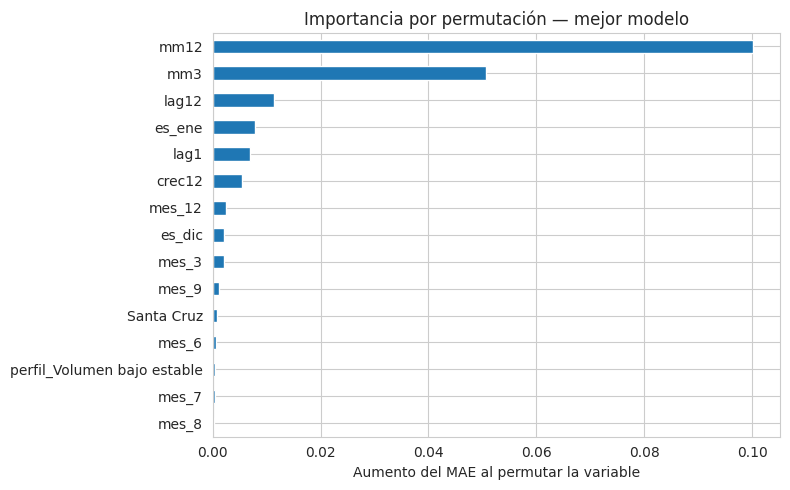 Importancia por permutación — mejor modelo
mm12
mm3
lag12
es_ene
lag1
crec12
mes_12
es_dic
mes_3
mes_9
Santa Cruz
mes_6
perfil_Volumen bajo estable
mes_7
mes_8
0.00 0.02 0.04 0.06 0.08 0.10
Aumento del MAE al permutar la variable